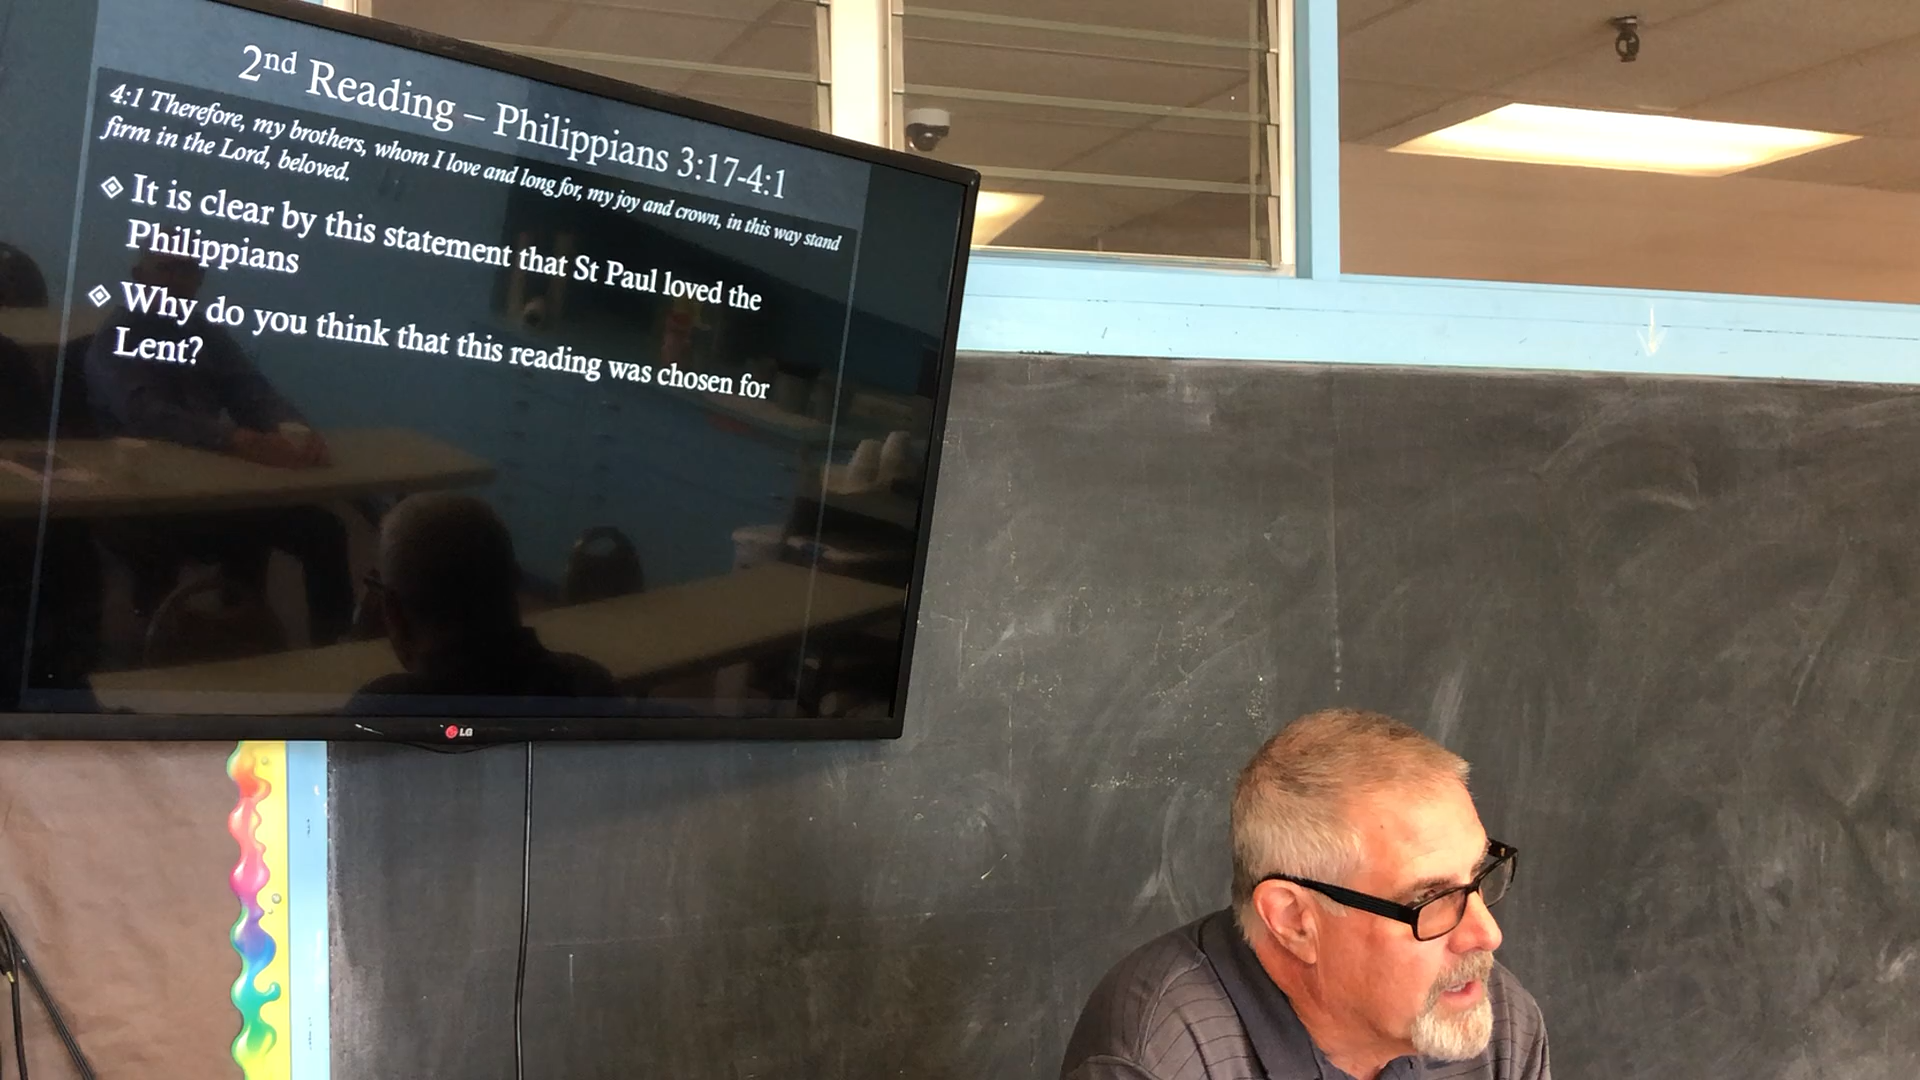 2nd Reading – Philippians 3:17-4:1
4:1 Therefore, my brothers, whom I love and long for, my joy and crown, in this way stand
firm in the Lord, beloved.
It is clear by this statement that St Paul loved the
Philippians
Why do you think that this reading was chosen for
Lent?
LG